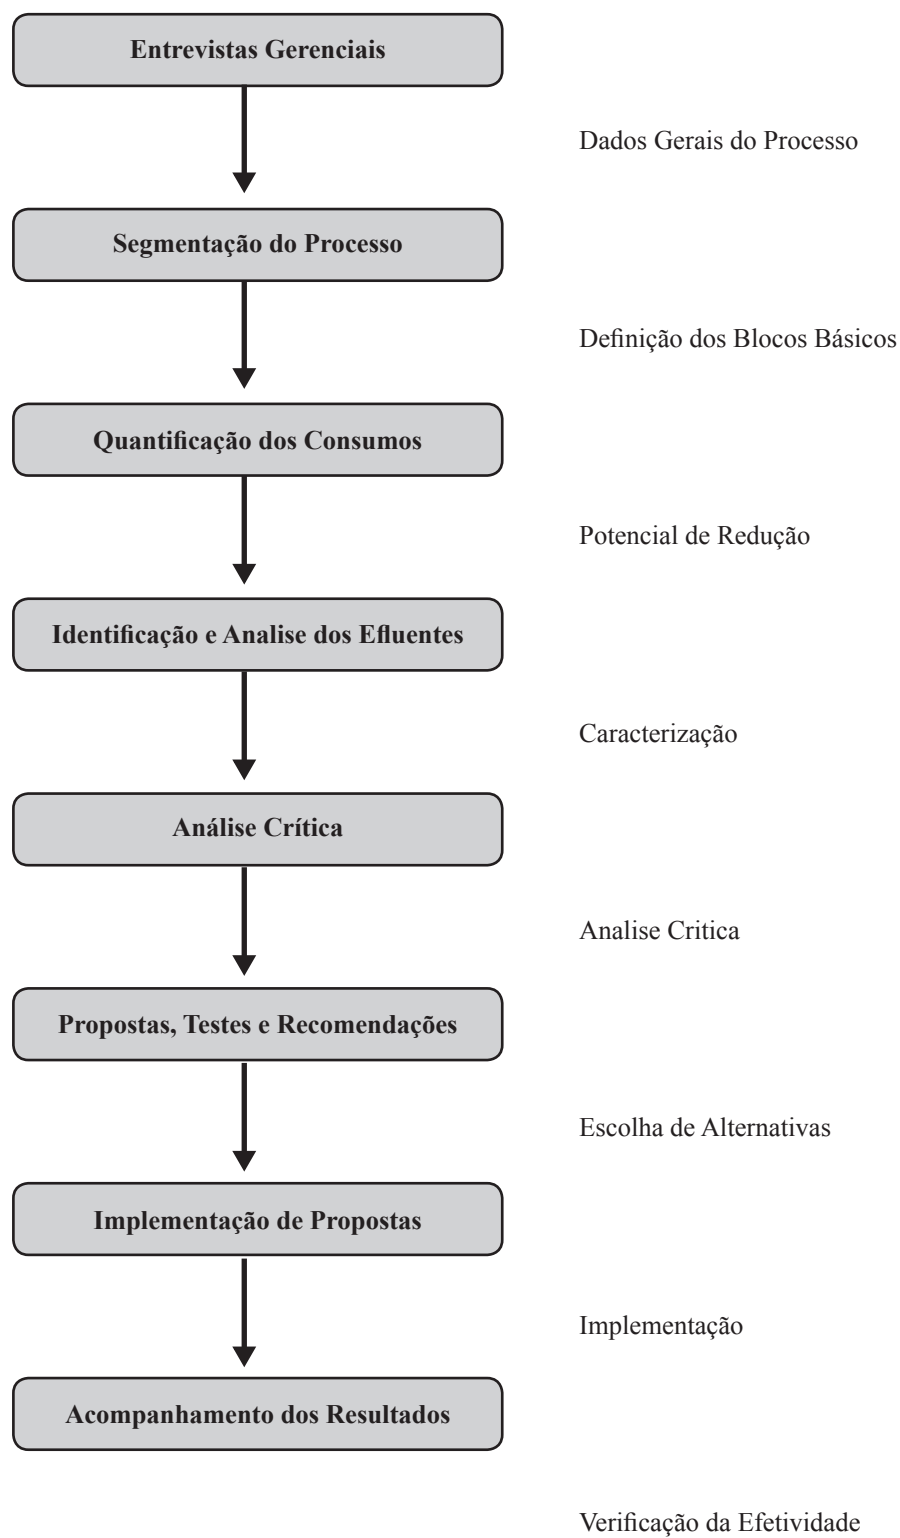 Entrevistas Gerenciais
Dados Gerais do Processo
Segmentação do Processo
Definição dos Blocos Básicos
Quantificação dos Consumos
Potencial de Redução
Identificação e Analise dos Efluentes
Caracterização
Análise Crítica
Analise Critica
Propostas, Testes e Recomendações
Escolha de Alternativas
Implementação de Propostas
Implementação
Acompanhamento dos Resultados
Verificação da Efetividade